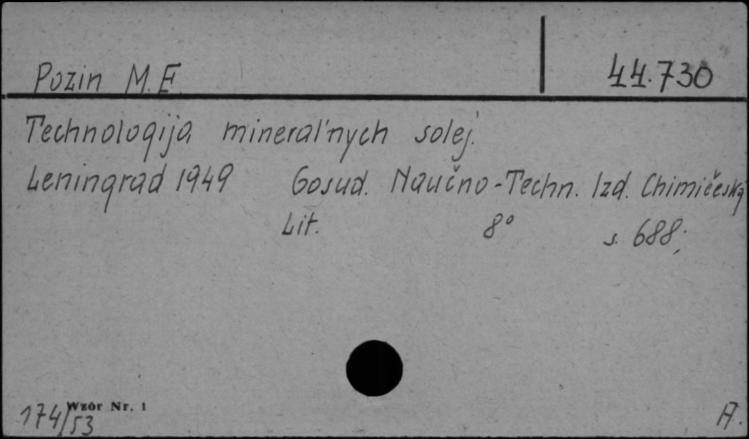 Pozin M.E.
44.730
Technologija mineral'nych solej.
Leningrad 1949 Gosud. Naučno-Techn. Izd. Chimičeskoj
Lit. 8° s. 688;
Wzór Nr. 1
174/53 A.